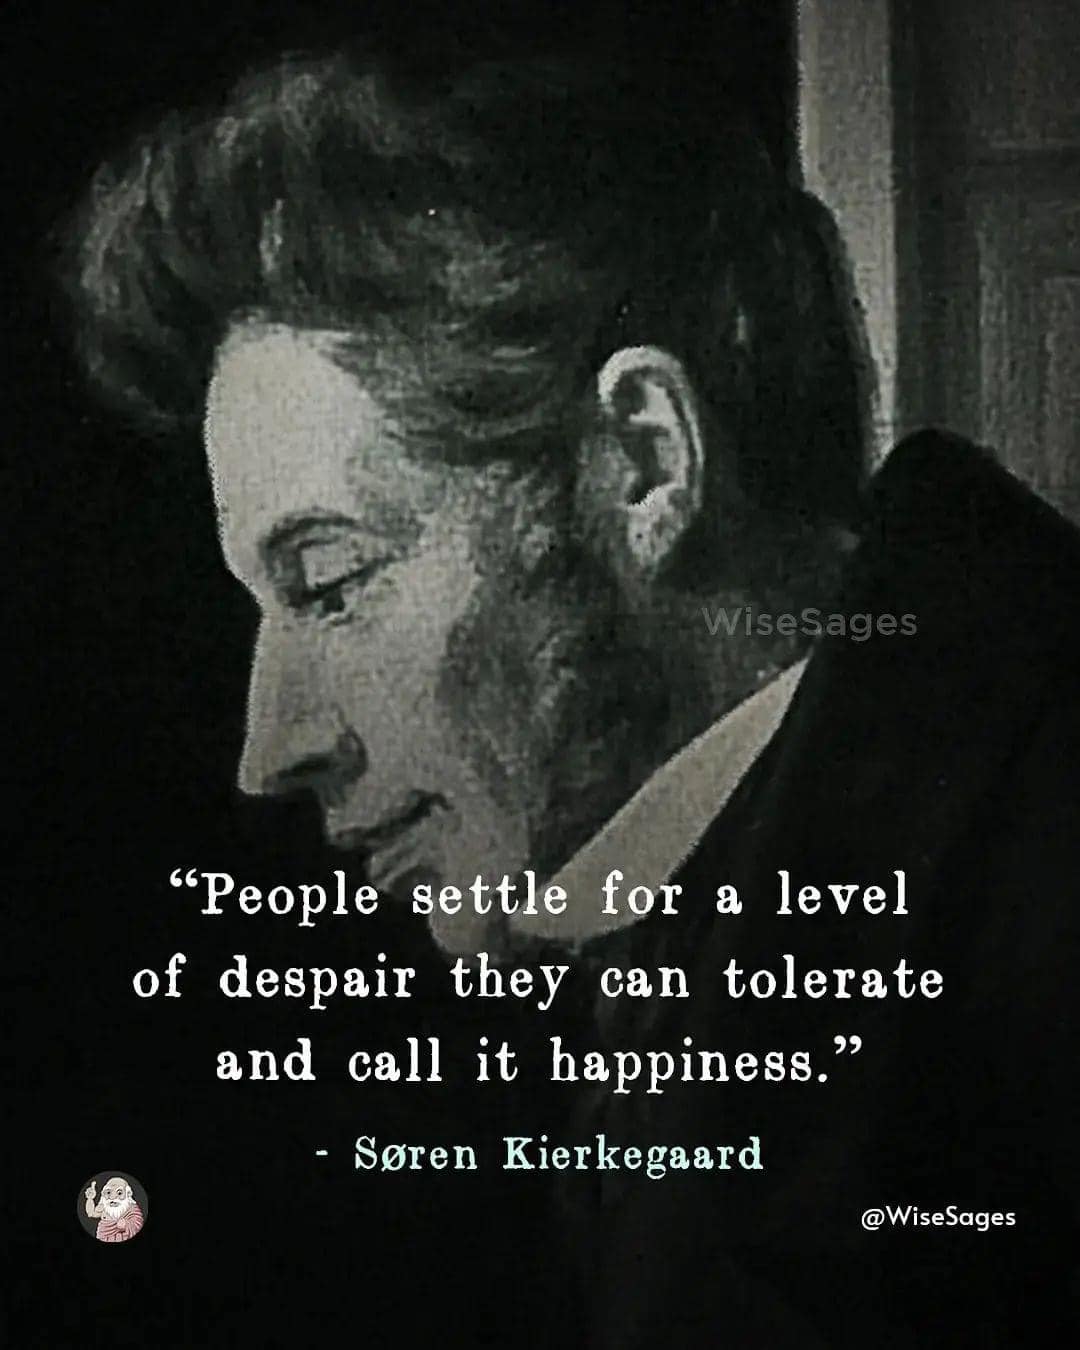 WiseSages
“People settle for a level
of despair they can tolerate
and call it happiness.”
- Søren Kierkegaard
@WiseSages